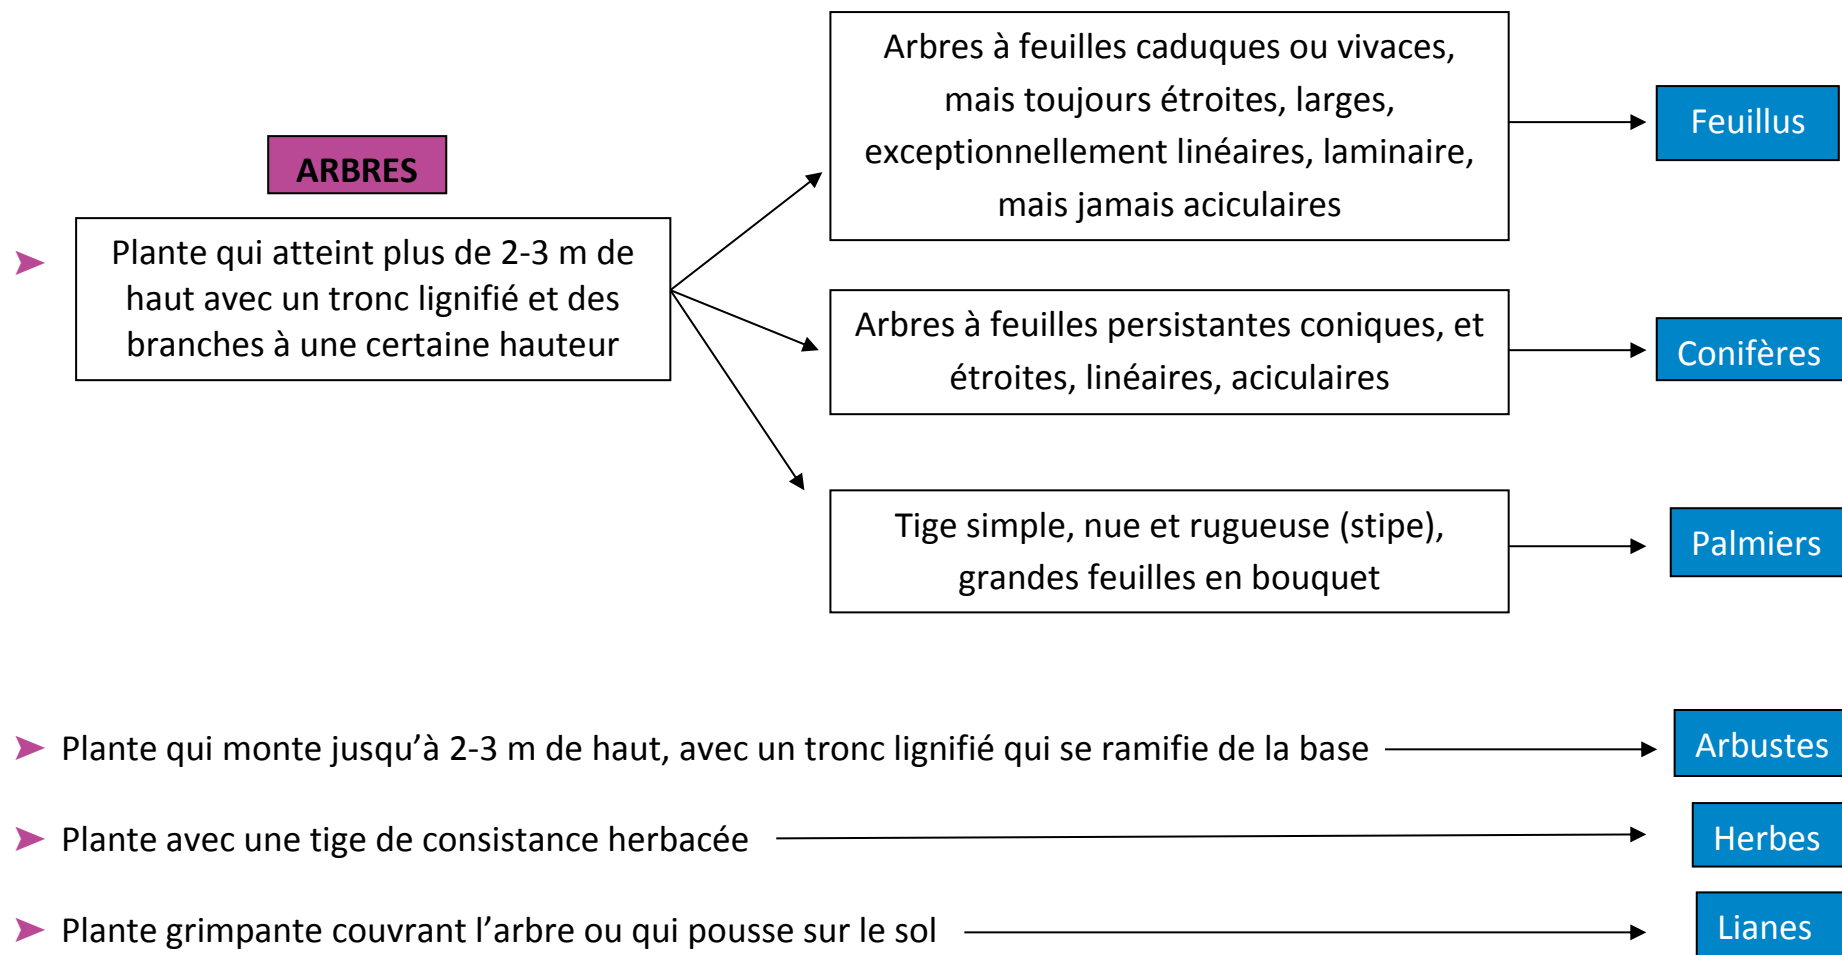 ARBRES
Plante qui atteint plus de 2-3 m de
haut avec un tronc lignifié et des
branches à une certaine hauteur
Arbres à feuilles caduques ou vivaces,
mais toujours étroites, larges,
exceptionnellement linéaires, laminaire,
mais jamais aciculaires
Feuillus
Arbres à feuilles persistantes coniques, et
étroites, linéaires, aciculaires
Conifères
Tige simple, nue et rugueuse (stipe),
grandes feuilles en bouquet
Palmiers
Plante qui monte jusqu’à 2-3 m de haut, avec un tronc lignifié qui se ramifie de la base
Arbustes
Plante avec une tige de consistance herbacée
Herbes
Plante grimpante couvrant l’arbre ou qui pousse sur le sol
Lianes